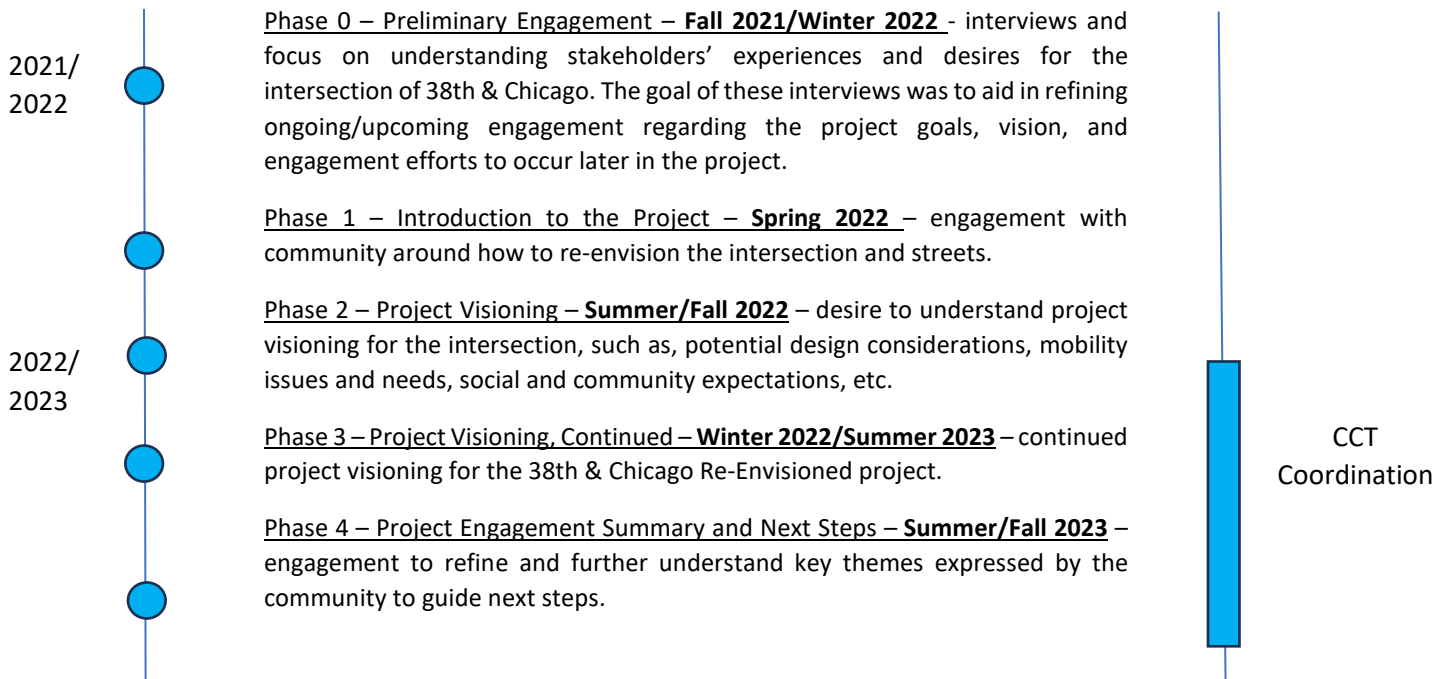 2021/
2022
Phase 0 – Preliminary Engagement – Fall 2021/Winter 2022 - interviews and
focus on understanding stakeholders’ experiences and desires for the
intersection of 38th & Chicago. The goal of these interviews was to aid in refining
ongoing/upcoming engagement regarding the project goals, vision, and
engagement efforts to occur later in the project.
Phase 1 – Introduction to the Project – Spring 2022 – engagement with
community around how to re-envision the intersection and streets.
2022/
2023
Phase 2 – Project Visioning – Summer/Fall 2022 – desire to understand project
visioning for the intersection, such as, potential design considerations, mobility
issues and needs, social and community expectations, etc.
Phase 3 – Project Visioning, Continued – Winter 2022/Summer 2023 – continued
project visioning for the 38th & Chicago Re-Envisioned project.
Phase 4 – Project Engagement Summary and Next Steps – Summer/Fall 2023 –
engagement to refine and further understand key themes expressed by the
community to guide next steps.
CCT
Coordination